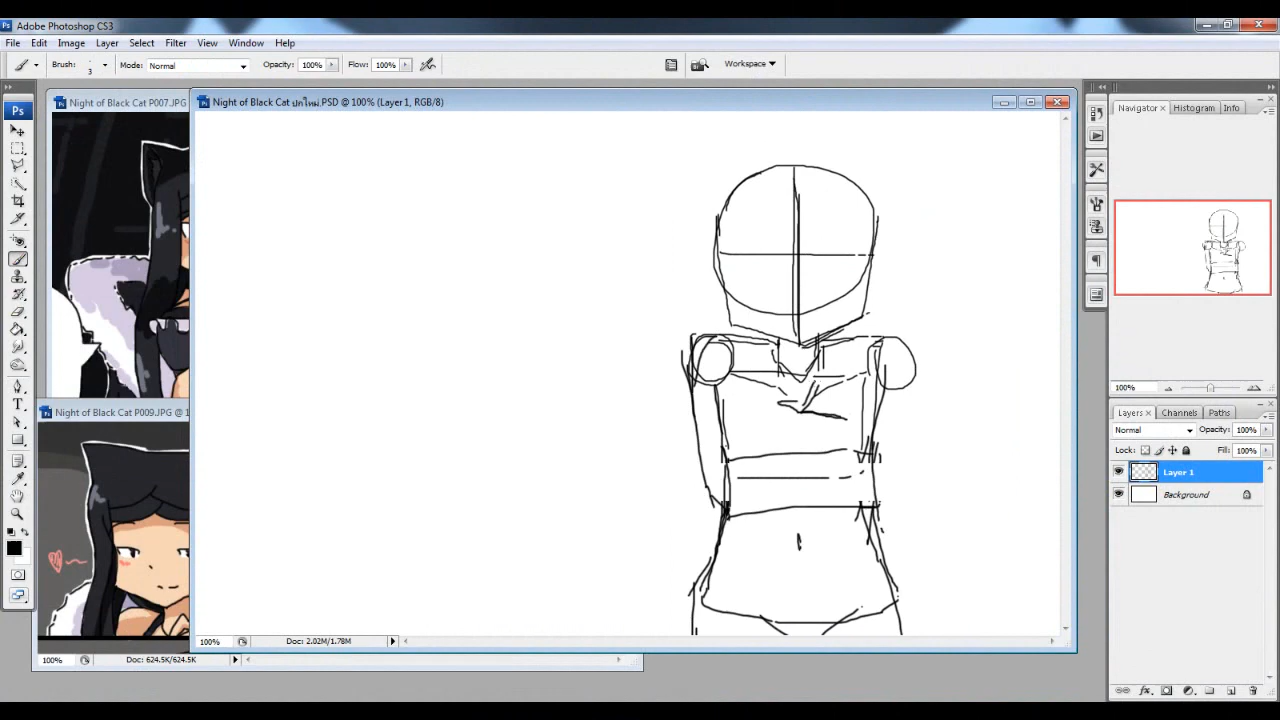 Ps Adobe Photoshop CS3
File Edit Image Layer Select Filter View Window Help
Brush: 3 Mode: Normal Opacity: 100% Flow: 100% Workspace
Ps
Night of Black Cat P007.JPG
Night of Black Cat ปกใหม่.PSD @ 100% (Layer 1, RGB/8)
Navigator Histogram Info
100%
Night of Black Cat P009.JPG @ 1
Layers Channels Paths
Normal Opacity: 100%
Lock: Fill: 100%
Layer 1
Background
T
100% Doc: 2.02M/1.78M
100% Doc: 624.5K/624.5K